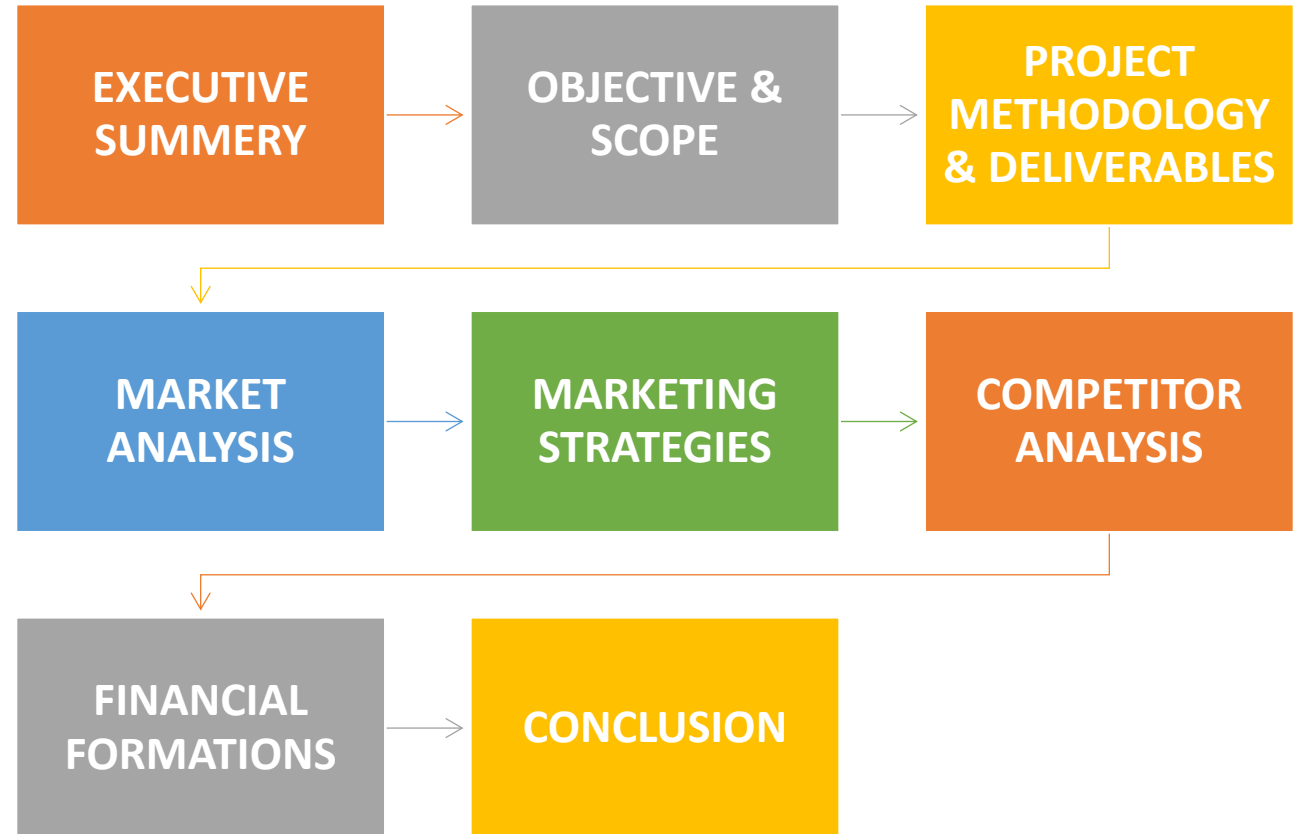 EXECUTIVE
SUMMERY
OBJECTIVE &
SCOPE
PROJECT
METHODOLOGY
& DELIVERABLES
MARKET
ANALYSIS
MARKETING
STRATEGIES
COMPETITOR
ANALYSIS
FINANCIAL
FORMATIONS
CONCLUSION